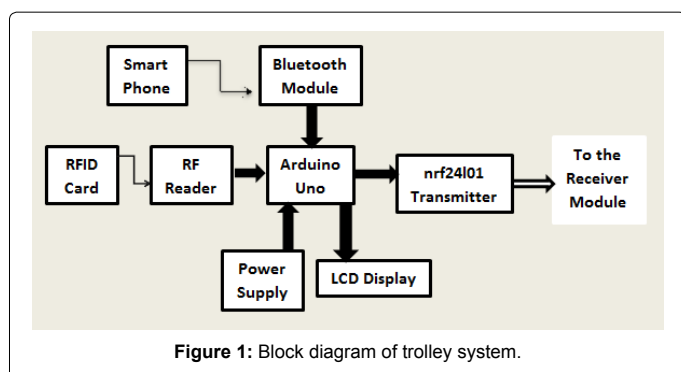 Smart
Phone
Bluetooth
Module
RFID
Card
RF
Reader
Arduino
Uno
nrf24l01
Transmitter
To the
Receiver
Module
Power
Supply
LCD Display
Figure 1: Block diagram of trolley system.